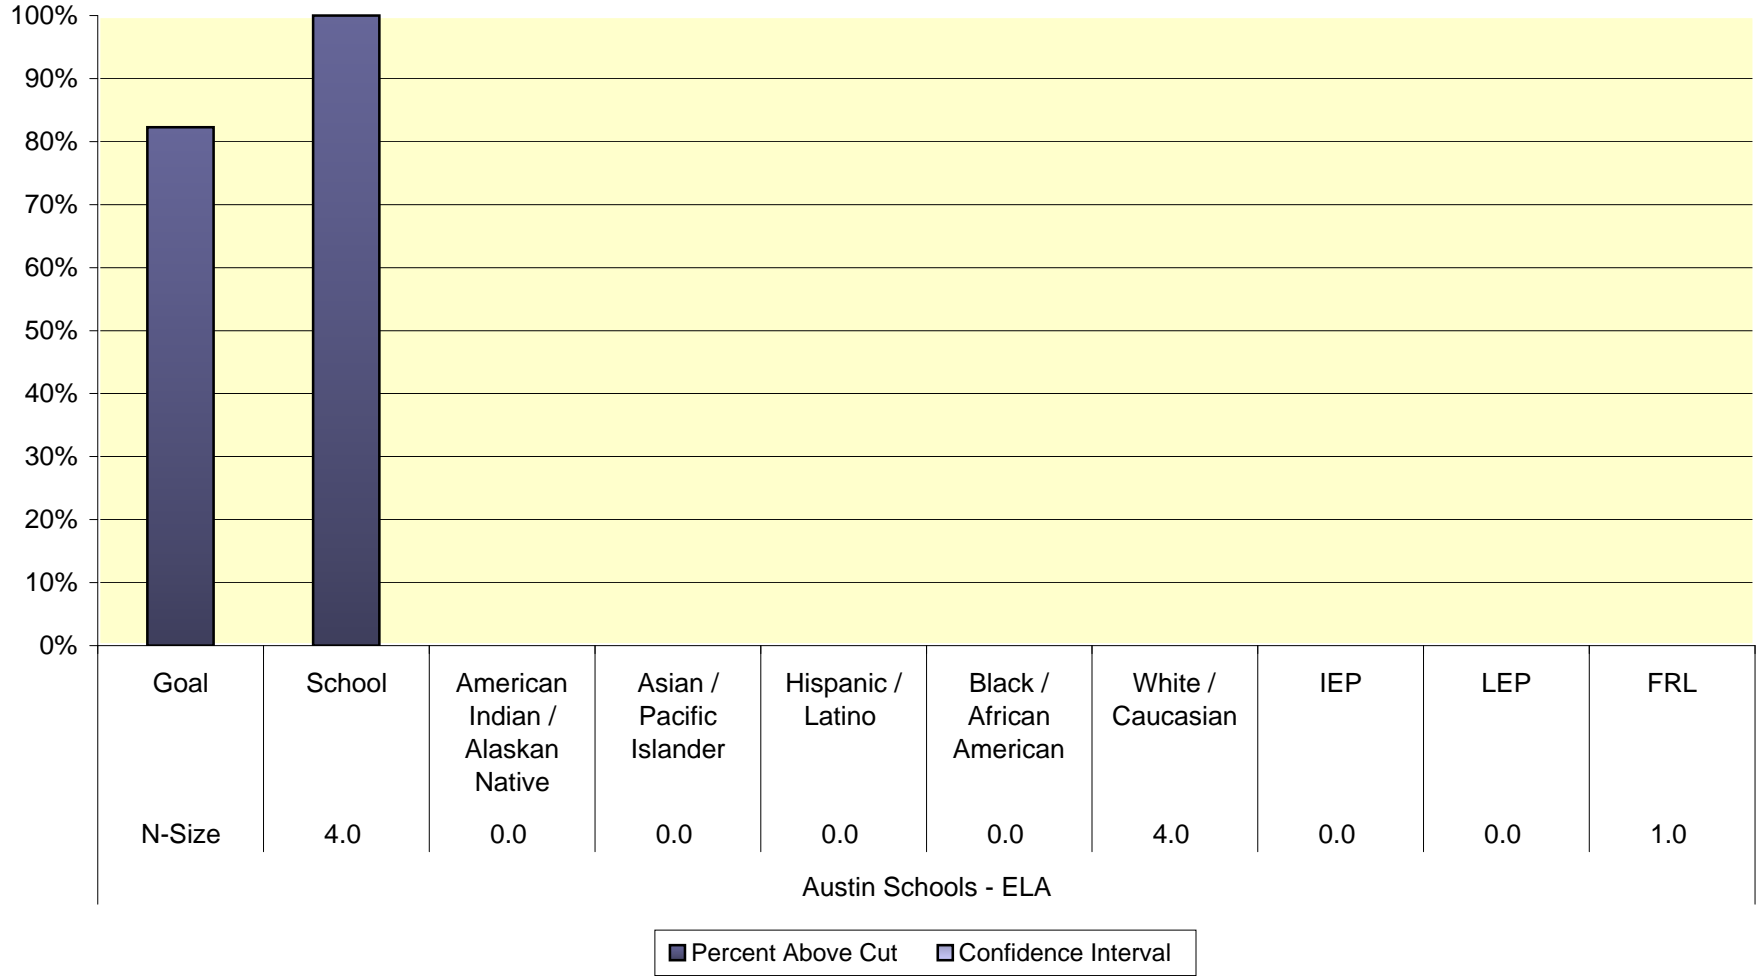 100%
90%
80%
70%
60%
50%
40%
30%
20%
10%
0%
Goal
School
American
Indian /
Alaskan
Native
Asian /
Pacific
Islander
Hispanic /
Latino
Black /
African
American
White /
Caucasian
IEP
LEP
FRL
N-Size 4.0 0.0 0.0 0.0 0.0 4.0 0.0 0.0 1.0
Austin Schools - ELA
Percent Above Cut Confidence Interval